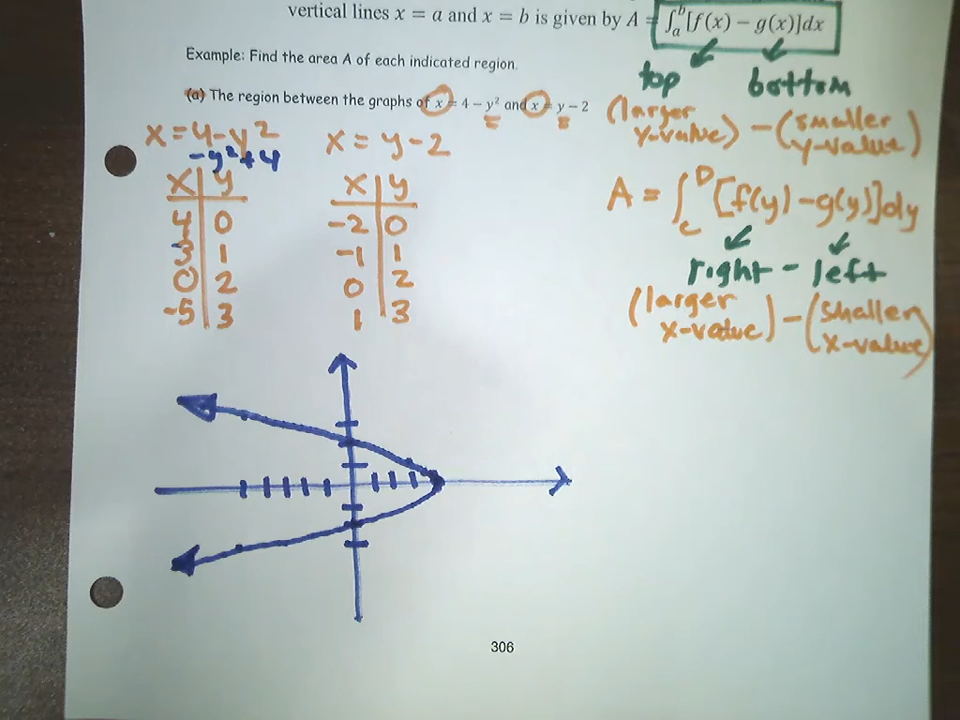 vertical lines x = a and x = b is given by A = ∫ₐᵇ[f(x) − g(x)]dx
Example: Find the area A of each indicated region.
top bottom
(a) The region between the graphs of x = 4 − y² and x = y − 2
(larger y-value) - (smaller y-value)
x = 4-y²
-y²+4
x | y
4 | 0
3 | 1
0 | 2
-5 | 3
x = y-2
x | y
-2 | 0
-1 | 1
0 | 2
1 | 3
A = ∫ᶜᴰ [f(y) - g(y)]dy
right - left
(larger x-value) - (smaller x-value)
306